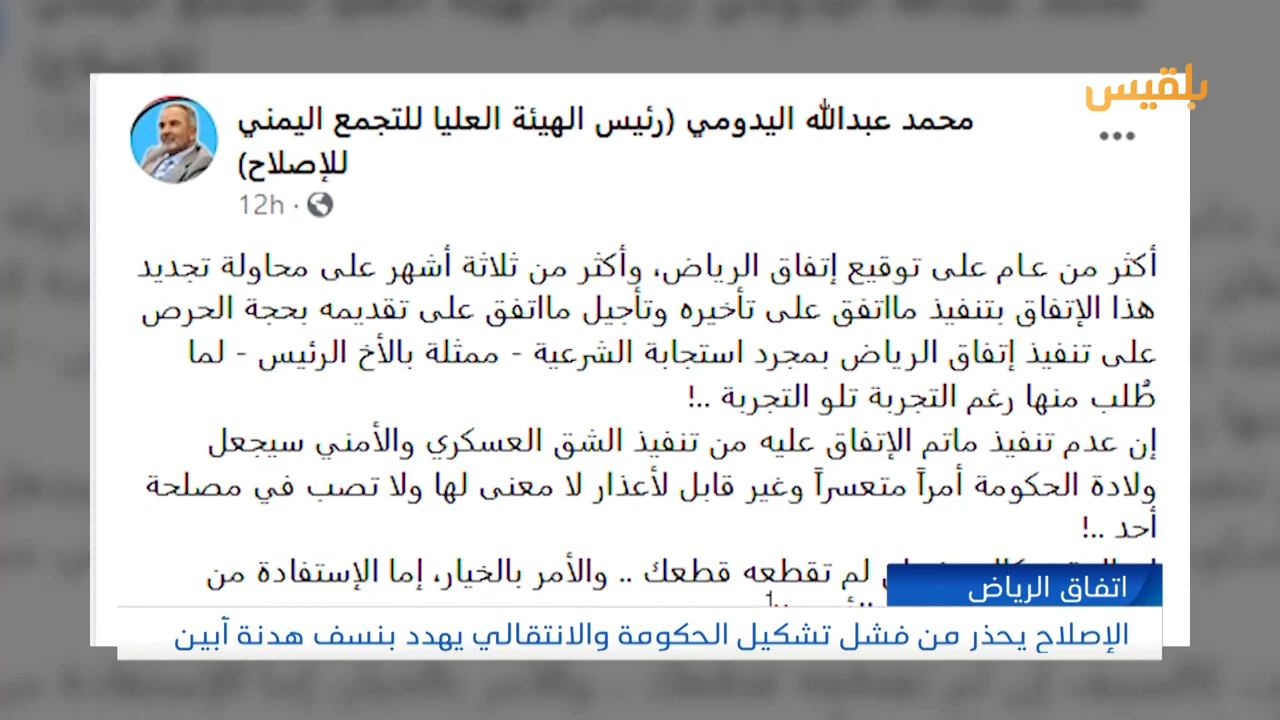 بلقيس
محمد عبدالله اليدومي (رئيس الهيئة العليا للتجمع اليمني
للإصلاح)
12h ·
أكثر من عام على توقيع إتفاق الرياض، وأكثر من ثلاثة أشهر على محاولة تجديد
هذا الإتفاق بتنفيذ مااتفق على تأخيره وتأجيل مااتفق على تقديمه بحجة الحرص
على تنفيذ إتفاق الرياض بمجرد استجابة الشرعية - ممثلة بالأخ الرئيس - لما
طُلب منها رغم التجربة تلو التجربة ..!
إن عدم تنفيذ ماتم الإتفاق عليه من تنفيذ الشق العسكري والأمني سيجعل
ولادة الحكومة أمراً متعسراً وغير قابل لأعذار لا معنى لها ولا تصب في مصلحة
أحد ..!
لم تقطعه قطعك .. والأمر بالخيار، إما الإستفادة من
اتفاق الرياض
الإصلاح يحذر من فشل تشكيل الحكومة والانتقالي يهدد بنسف هدنة أبين